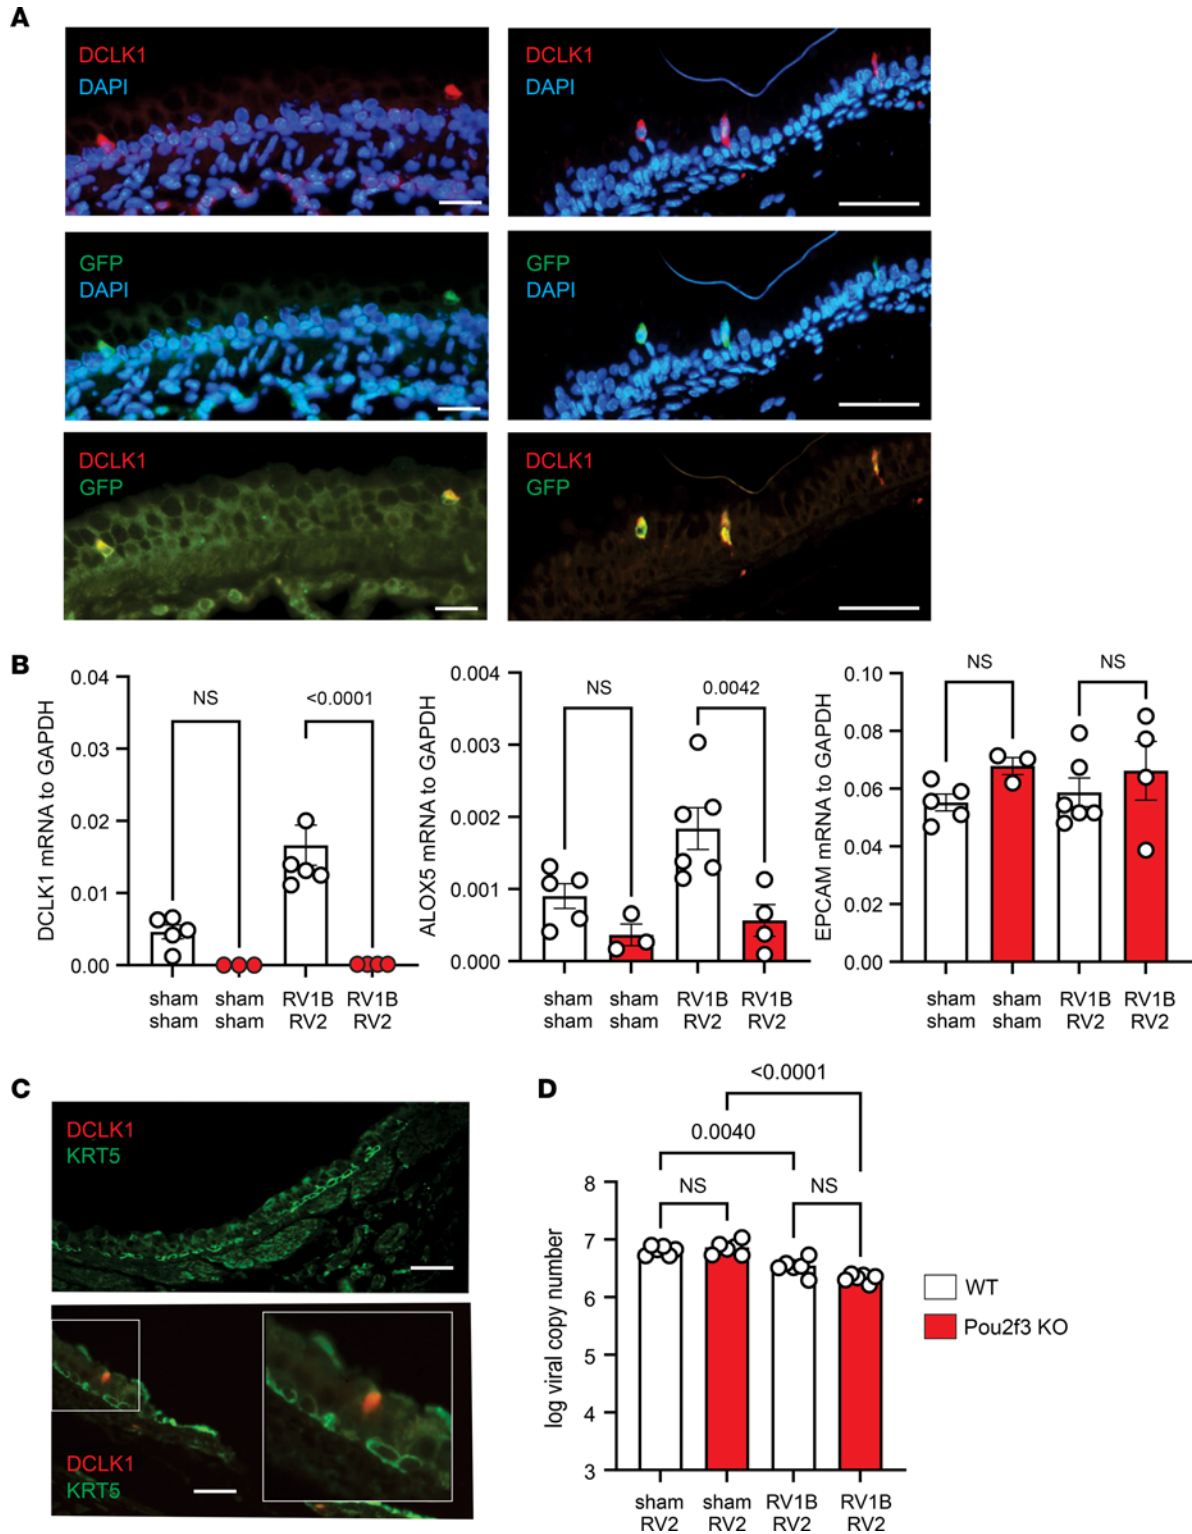 A
DCLK1
DAPI
DCLK1
DAPI
GFP
DAPI
GFP
DAPI
DCLK1
GFP
DCLK1
GFP
B
DCLK1 mRNA to GAPDH
0.04
0.03
0.02
0.01
0.00
NS
<0.0001
sham
sham
sham
sham
RV1B
RV2
RV1B
RV2
ALOX5 mRNA to GAPDH
0.004
0.003
0.002
0.001
0.000
NS
0.0042
sham
sham
sham
sham
RV1B
RV2
RV1B
RV2
EPCAM mRNA to GAPDH
0.10
0.08
0.06
0.04
0.02
0.00
NS
NS
sham
sham
sham
sham
RV1B
RV2
RV1B
RV2
C
DCLK1
KRT5
DCLK1
KRT5
D
<0.0001
0.0040
NS
NS
log viral copy number
8
7
6
5
4
3
sham
RV2
sham
RV2
RV1B
RV2
RV1B
RV2
WT
Pou2f3 KO